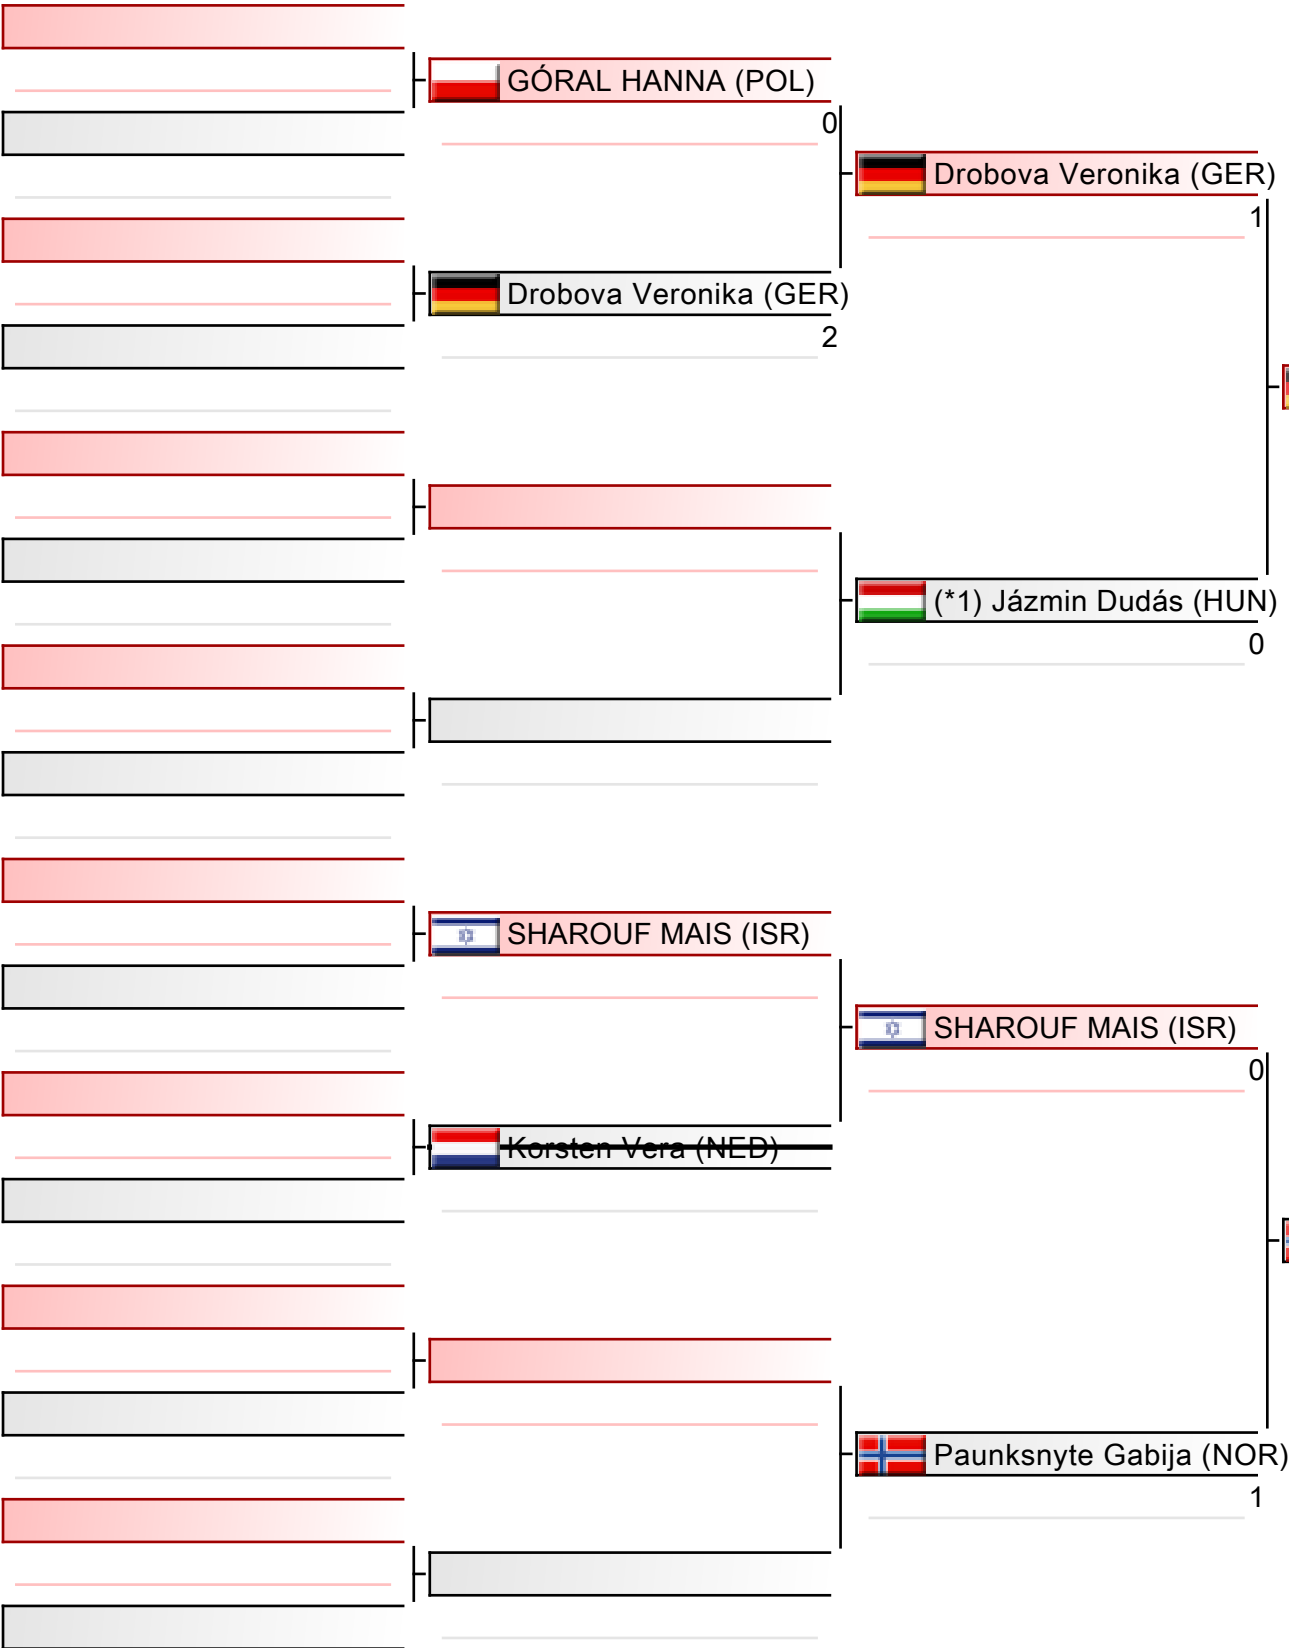 GÓRAL HANNA (POL)
0
Drobova Veronika (GER)
1
Drobova Veronika (GER)
2
(*1) Jázmin Dudás (HUN)
0
SHAROUF MAIS (ISR)
SHAROUF MAIS (ISR)
0
Korsten Vera (NED)
Paunksnyte Gabija (NOR)
1